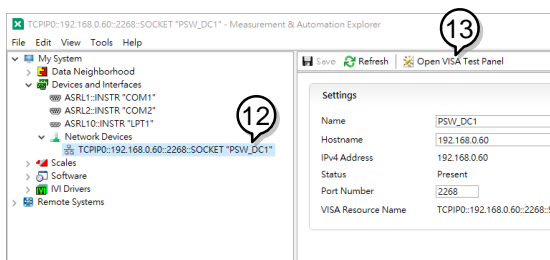 TCPIP0::192.168.0.60::2268::SOCKET "PSW_DC1" - Measurement & Automation Explorer
File Edit View Tools Help
13
My System
Data Neighborhood
Devices and Interfaces
ASRL1::INSTR "COM1"
ASRL2::INSTR "COM2"
ASRL10::INSTR "LPT1"
Network Devices
TCPIP0::192.168.0.60::2268::SOCKET "PSW_DC1"
12
Scales
Software
IVI Drivers
Remote Systems
Save Refresh Open VISA Test Panel
Settings
Name PSW_DC1
Hostname 192.168.0.60
IPv4 Address 192.168.0.60
Status Present
Port Number 2268
VISA Resource Name TCPIP0::192.168.0.60::2268::S